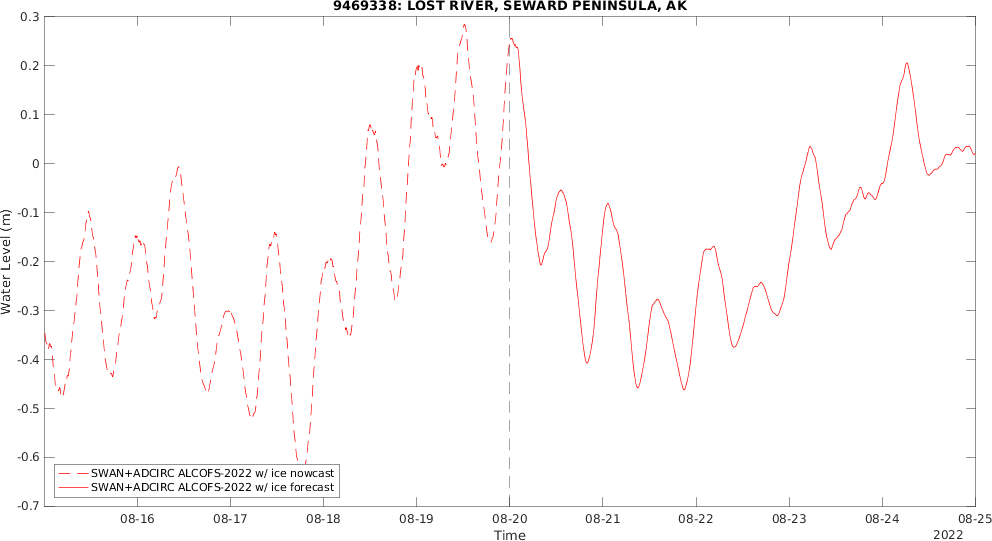 9469338: LOST RIVER, SEWARD PENINSULA, AK
0.3
0.2
0.1
0
-0.1
-0.2
-0.3
-0.4
-0.5
-0.6
-0.7
Water Level (m)
SWAN+ADCIRC ALCOFS-2022 w/ ice nowcast
SWAN+ADCIRC ALCOFS-2022 w/ ice forecast
08-16 08-17 08-18 08-19 08-20 08-21 08-22 08-23 08-24 08-25
Time
2022